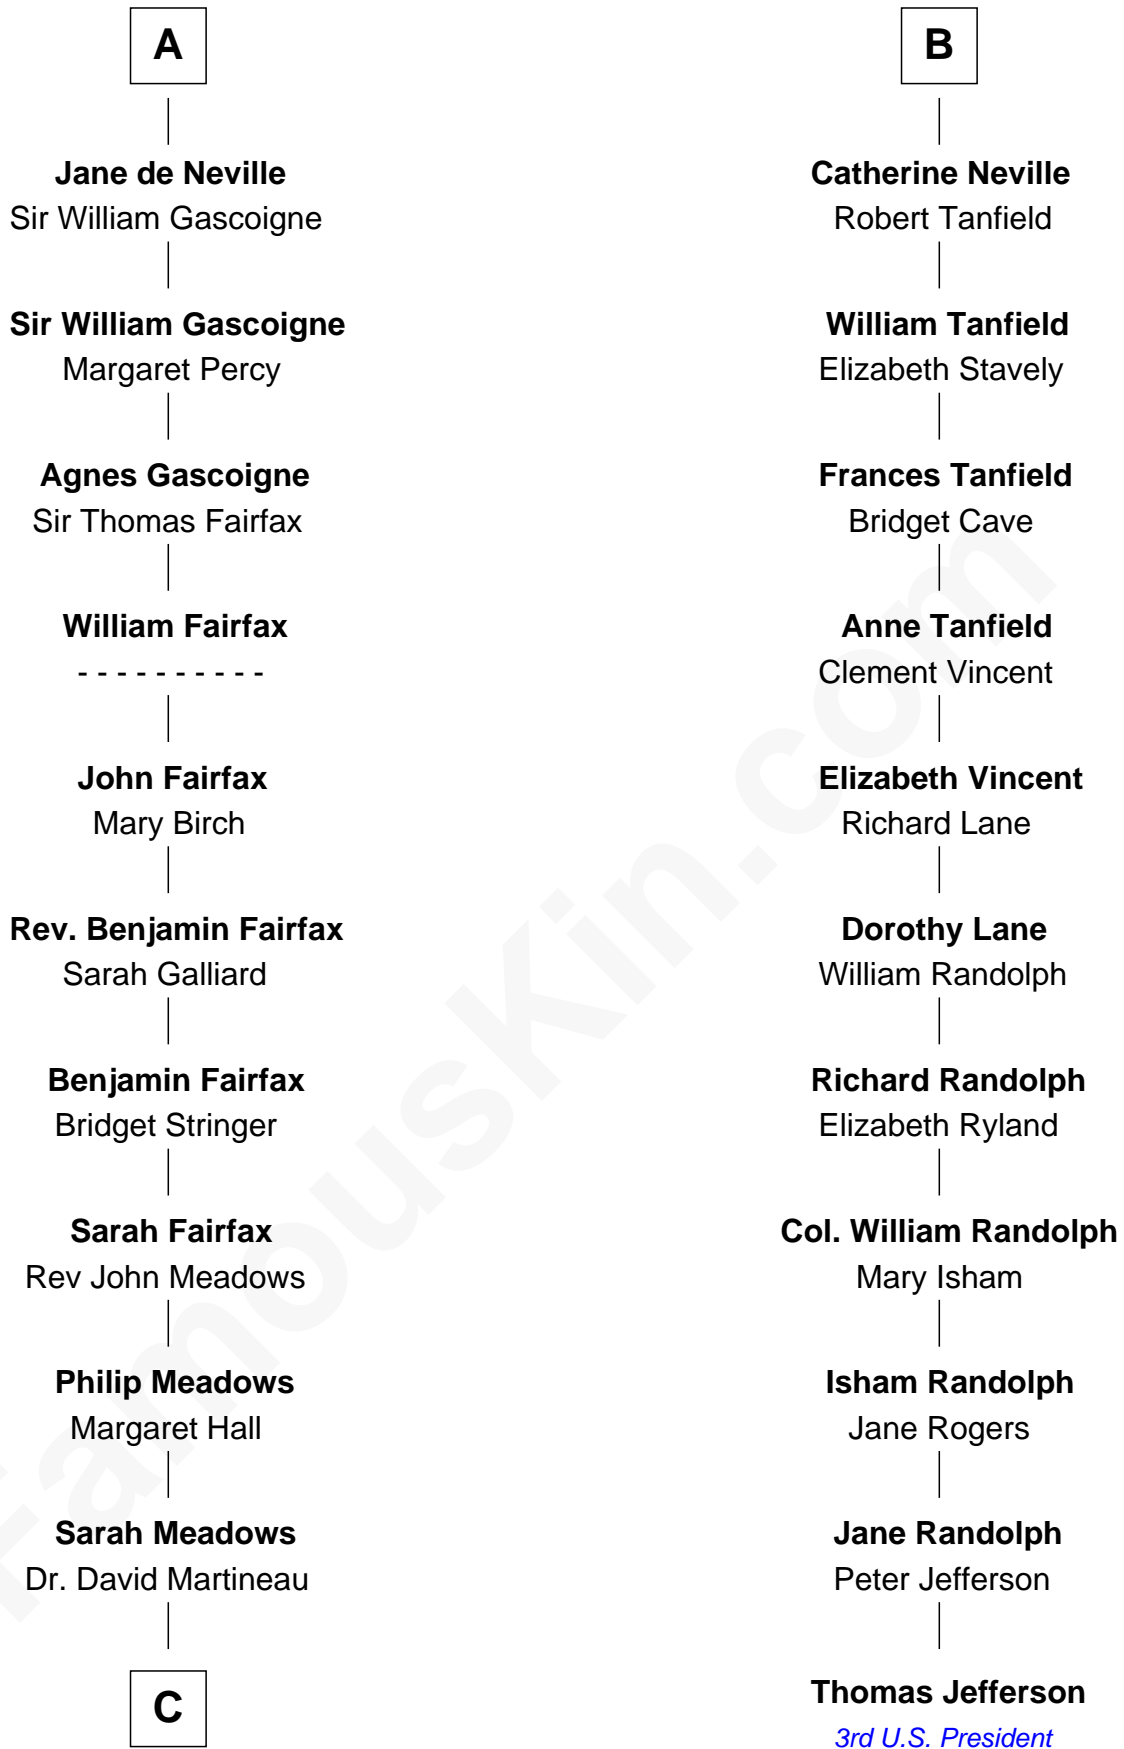 A
Jane de Neville
Sir William Gascoigne
Sir William Gascoigne
Margaret Percy
Agnes Gascoigne
Sir Thomas Fairfax
William Fairfax
- - - - - - - - - -
John Fairfax
Mary Birch
Rev. Benjamin Fairfax
Sarah Galliard
Benjamin Fairfax
Bridget Stringer
Sarah Fairfax
Rev John Meadows
Philip Meadows
Margaret Hall
Sarah Meadows
Dr. David Martineau
C
B
Catherine Neville
Robert Tanfield
William Tanfield
Elizabeth Stavely
Frances Tanfield
Bridget Cave
Anne Tanfield
Clement Vincent
Elizabeth Vincent
Richard Lane
Dorothy Lane
William Randolph
Richard Randolph
Elizabeth Ryland
Col. William Randolph
Mary Isham
Isham Randolph
Jane Rogers
Jane Randolph
Peter Jefferson
Thomas Jefferson
3rd U.S. President
FamousKin.com